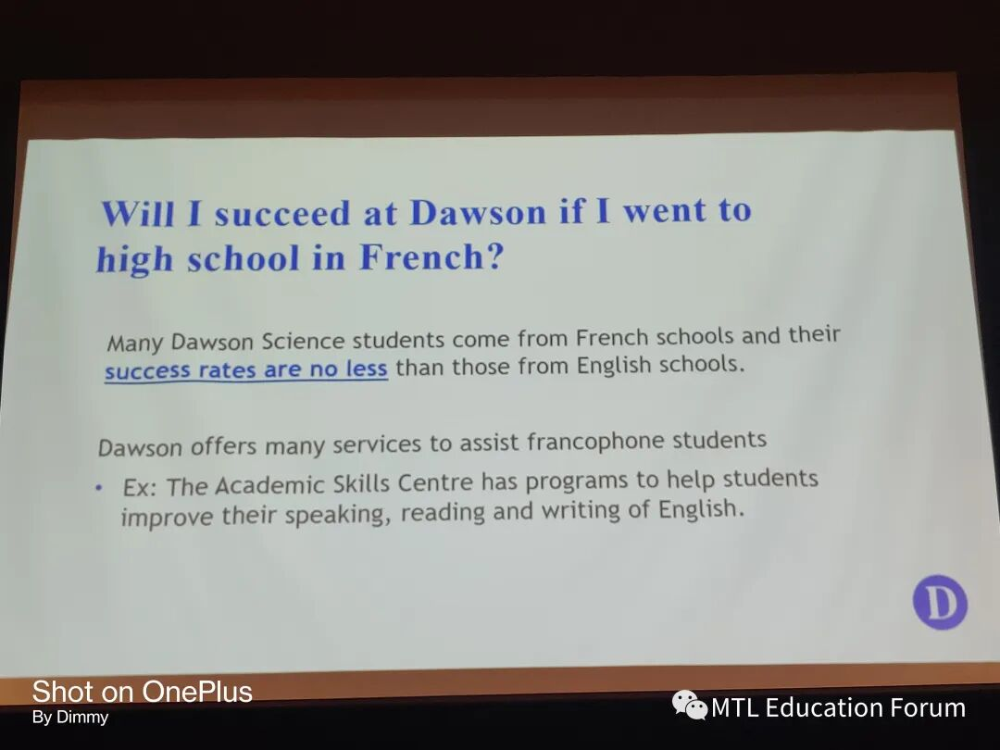 Will I succeed at Dawson if I went to
high school in French?
Many Dawson Science students come from French schools and their
success rates are no less than those from English schools.
Dawson offers many services to assist francophone students
• Ex: The Academic Skills Centre has programs to help students
improve their speaking, reading and writing of English.
D
Shot on OnePlus
By Dimmy
MTL Education Forum